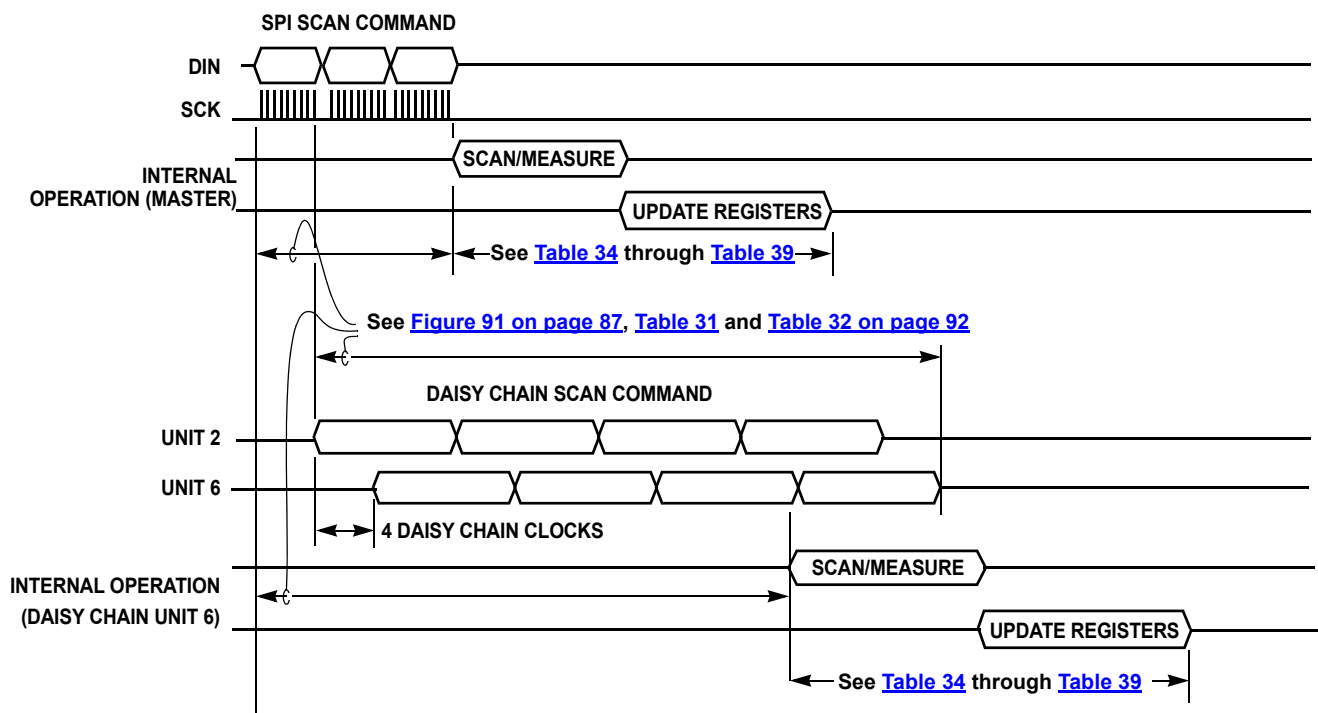 SPI SCAN COMMAND
DIN
SCK
SCAN/MEASURE
INTERNAL
OPERATION (MASTER)
UPDATE REGISTERS
See Table 34 through Table 39
See Figure 91 on page 87, Table 31 and Table 32 on page 92
DAISY CHAIN SCAN COMMAND
UNIT 2
UNIT 6
4 DAISY CHAIN CLOCKS
SCAN/MEASURE
INTERNAL OPERATION
(DAISY CHAIN UNIT 6)
UPDATE REGISTERS
See Table 34 through Table 39